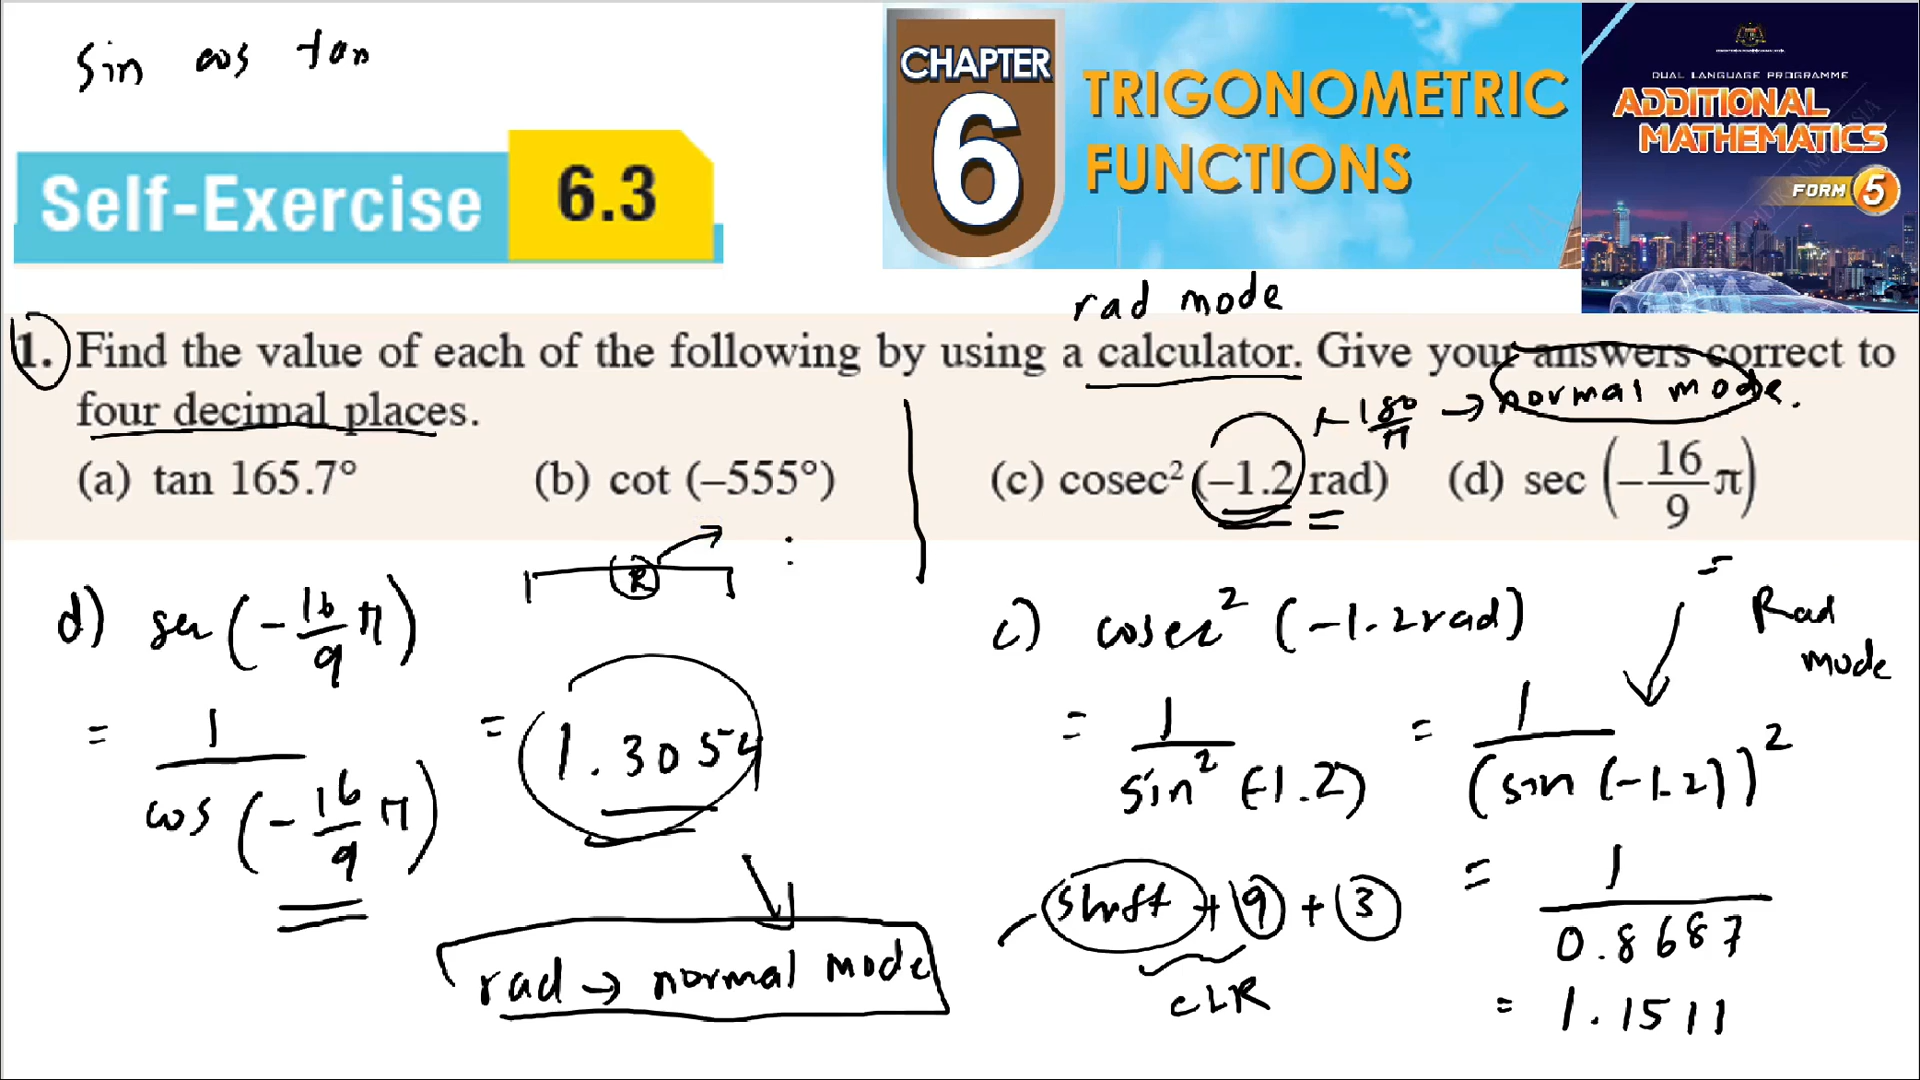 sin cos tan
CHAPTER
6
TRIGONOMETRIC
FUNCTIONS
DUAL LANGUAGE PROGRAMME
ADDITIONAL
MATHEMATICS
FORM 5
Self-Exercise 6.3
rad mode
1. Find the value of each of the following by using a calculator. Give your answers correct to
four decimal places.
× 180/π → normal mode.
(a) tan 165.7° (b) cot (–555°) (c) cosec² (–1.2 rad) (d) sec (–16/9 π)
R
d) sec (-16/9 π)
= 1/cos (-16/9 π) = 1.3054
rad → normal mode
c) cosec² (-1.2 rad)
Rad
mode
= 1/sin² (-1.2) = 1/(sin (-1.2))²
shift + 9 + 3
CLR
= 1/0.8687
= 1.1511